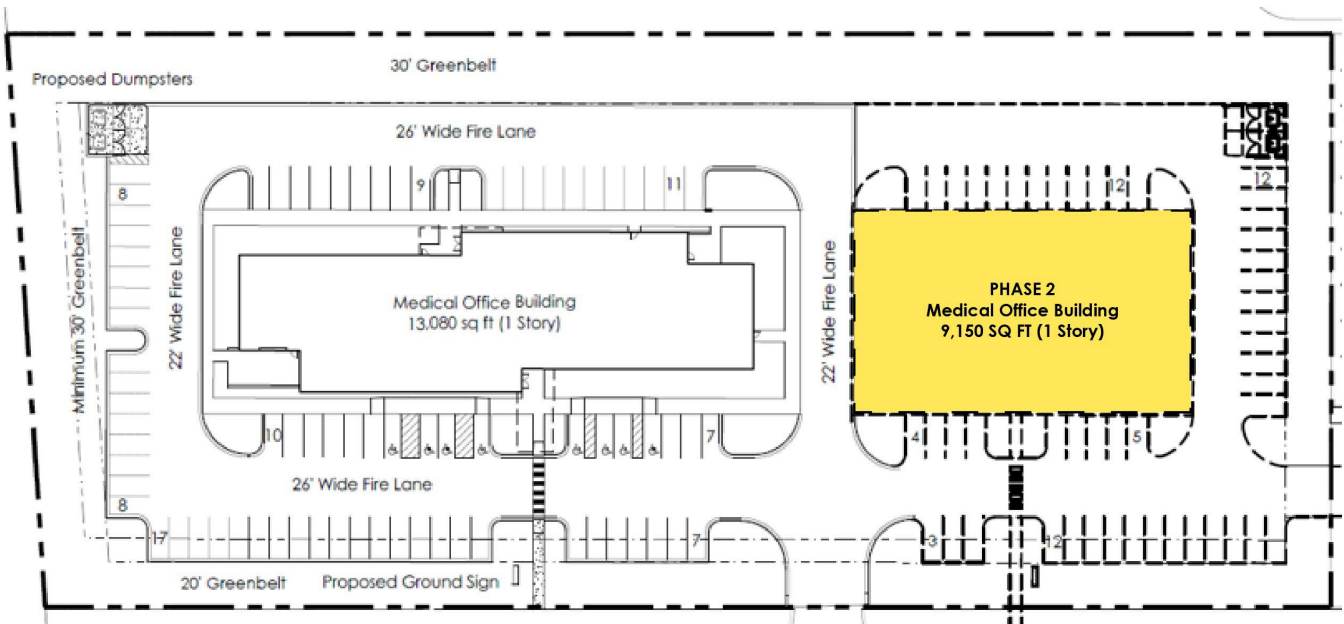 30' Greenbelt
Proposed Dumpsters
26' Wide Fire Lane
8
9
11
12
12
Minimum 30' Greenbelt
22' Wide Fire Lane
Medical Office Building
13,080 sq ft (1 Story)
22' Wide Fire Lane
PHASE 2
Medical Office Building
9,150 SQ FT (1 Story)
10
7
4
5
26' Wide Fire Lane
8
17
7
3
12
20' Greenbelt
Proposed Ground Sign